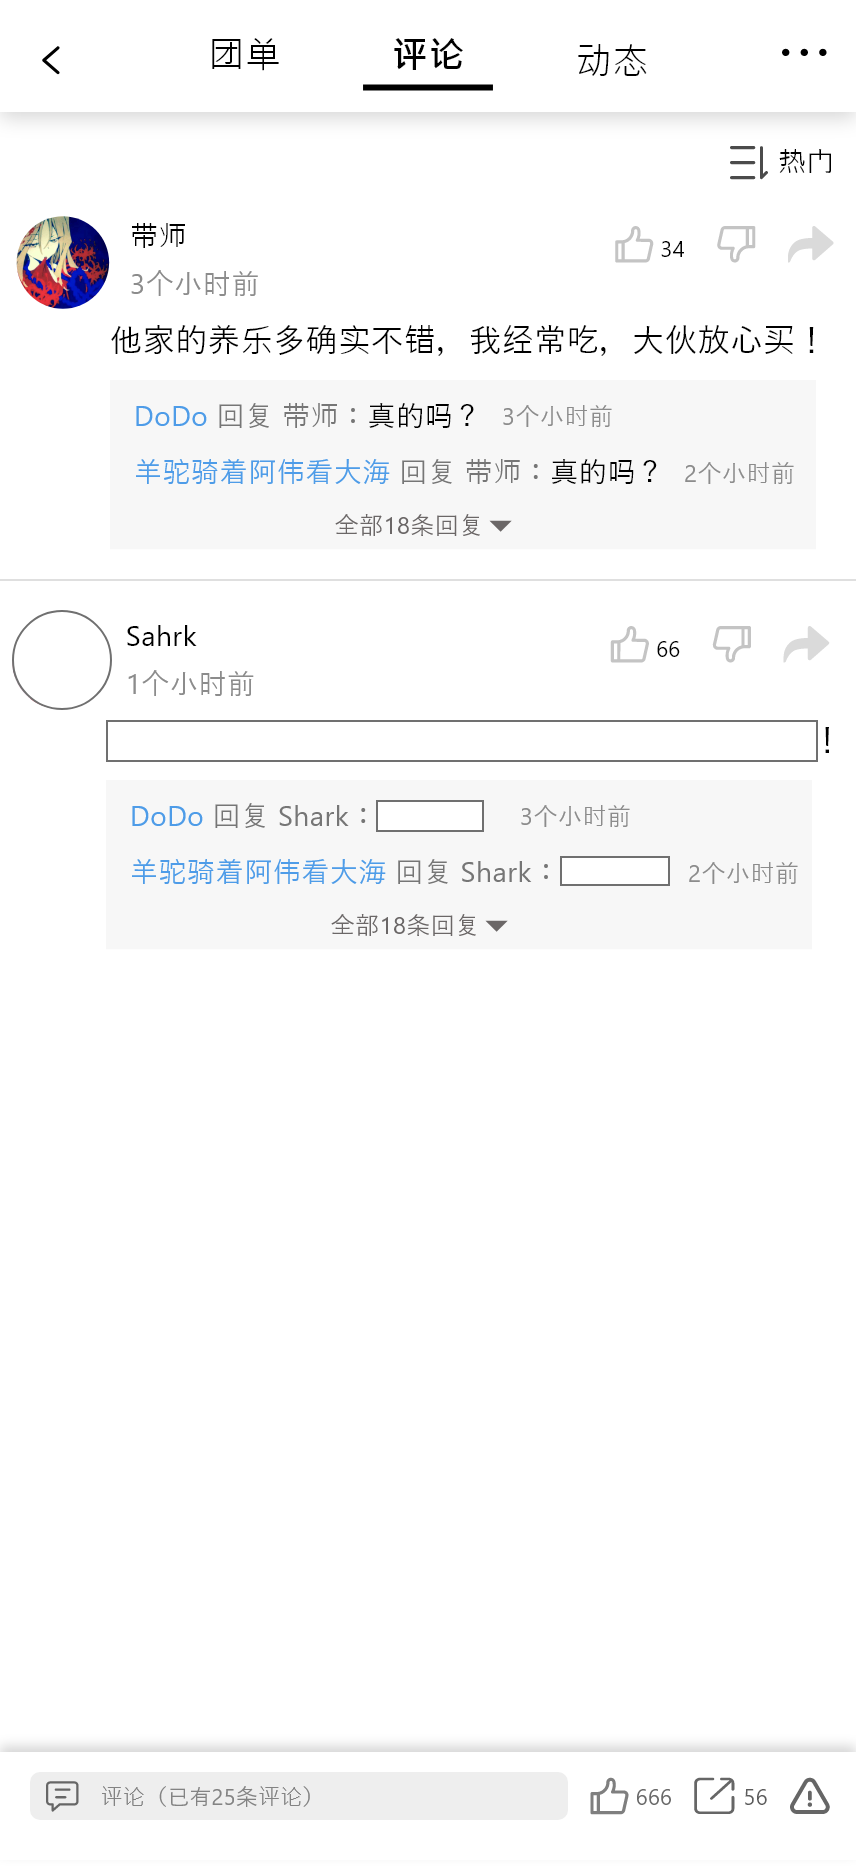 团单 评论 动态
热门
带师
34
3个小时前
他家的养乐多确实不错，我经常吃，大伙放心买！
DoDo 回复 带师：真的吗？ 3个小时前
羊驼骑着阿伟看大海 回复 带师：真的吗？ 2个小时前
全部18条回复
Sahrk
66
1个小时前
！
DoDo 回复 Shark： 3个小时前
羊驼骑着阿伟看大海 回复 Shark： 2个小时前
全部18条回复
评论（已有25条评论） 666 56